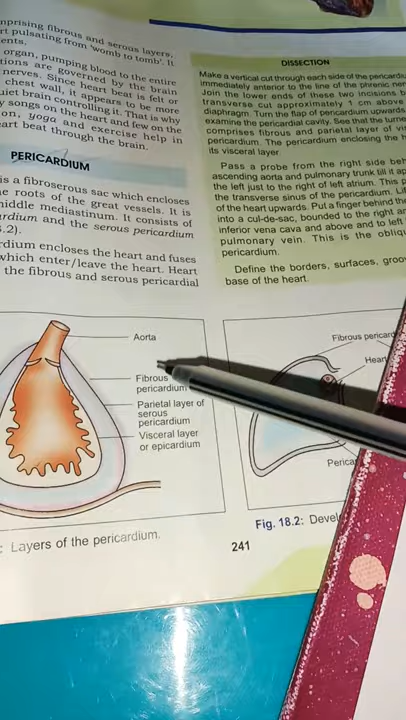 mprising fibrous and serous layers,
rt pulsating from 'womb to tomb'. It
ents.
organ, pumping blood to the entire
tions are governed by the brain
nerves. Since heart beat is felt or
chest wall, it appears to be more
uiet brain controlling it. That is why
y songs on the heart and few on the
on, yoga and exercise help in
art beat through the brain.
PERICARDIUM
is a fibroserous sac which encloses
e roots of the great vessels. It is
middle mediastinum. It consists of
ardium and the serous pericardium
.2).
rdium encloses the heart and fuses
which enter/leave the heart. Heart
the fibrous and serous pericardial
DISSECTION
Make a vertical cut through each side of the pericardiu
immediately anterior to the line of the phrenic ner
Join the lower ends of these two incisions b
transverse cut approximately 1 cm above
diaphragm. Turn the flap of pericardium upwards
examine the pericardial cavity. See that the turne
comprises fibrous and parietal layer of vis
pericardium. The pericardium enclosing the h
its visceral layer.
Pass a probe from the right side beh
ascending aorta and pulmonary trunk till it ap
the left just to the right of left atrium. This p
the transverse sinus of the pericardium. Lif
of the heart upwards. Put a finger behind th
into a cul-de-sac, bounded to the right an
inferior vena cava and above and to left
pulmonary vein. This is the obliqu
pericardium.
Define the borders, surfaces, groo
base of the heart.
Aorta
Fibrous
pericardium
Parietal layer of
serous
pericardium
Visceral layer
or epicardium
: Layers of the pericardium.
Fibrous pericard
Heart
Perica
Fig. 18.2: Devel
241